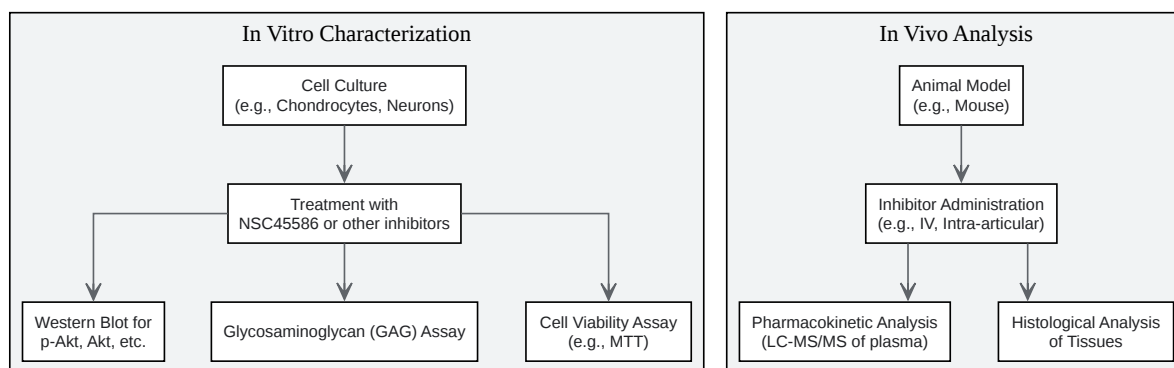 In Vitro Characterization
Cell Culture
(e.g., Chondrocytes, Neurons)
Treatment with
NSC45586 or other inhibitors
Western Blot for
p-Akt, Akt, etc.
Glycosaminoglycan (GAG) Assay
Cell Viability Assay
(e.g., MTT)
In Vivo Analysis
Animal Model
(e.g., Mouse)
Inhibitor Administration
(e.g., IV, Intra-articular)
Pharmacokinetic Analysis
(LC-MS/MS of plasma)
Histological Analysis
of Tissues